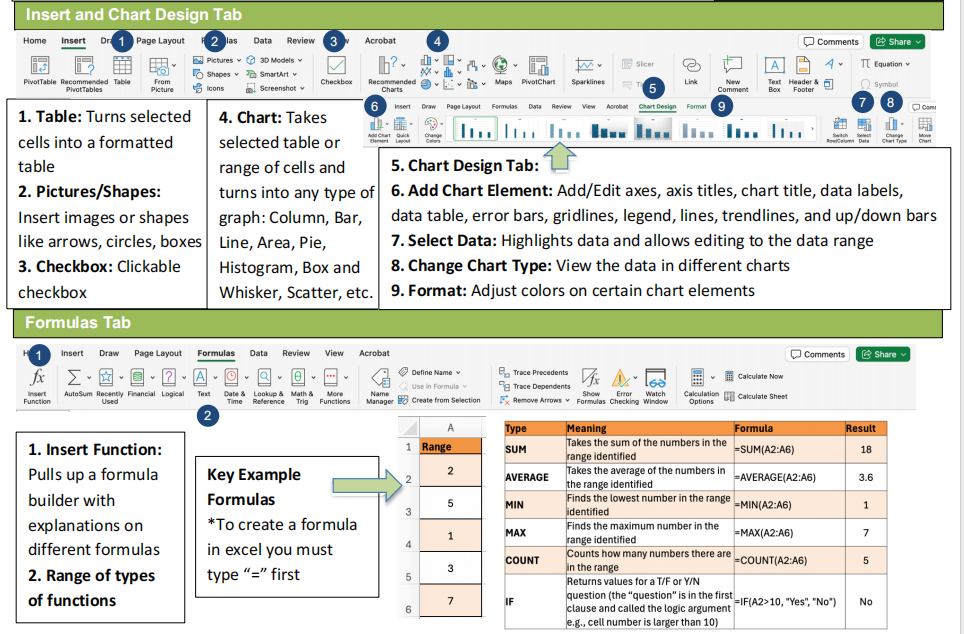 Insert and Chart Design Tab
Home Insert Page Layout Data Review Acrobat
Comments Share
1 2 3 4
PivotTable Recommended PivotTables Table From Picture Pictures Shapes Icons 3D Models SmartArt Screenshot Checkbox Recommended Charts Maps PivotChart Sparklines Slicer Link New Comment Text Box Header & Footer Equation Symbol
5
6 Insert Draw Page Layout Formulas Data Review View Acrobat Chart Design Format 9 7 8
Add Chart Element Quick Layout Change Colors Switch Row/Column Select Data Change Chart Type Move Chart
1. Table: Turns selected
cells into a formatted
table
2. Pictures/Shapes:
Insert images or shapes
like arrows, circles, boxes
3. Checkbox: Clickable
checkbox
4. Chart: Takes
selected table or
range of cells and
turns into any type of
graph: Column, Bar,
Line, Area, Pie,
Histogram, Box and
Whisker, Scatter, etc.
5. Chart Design Tab:
6. Add Chart Element: Add/Edit axes, axis titles, chart title, data labels,
data table, error bars, gridlines, legend, lines, trendlines, and up/down bars
7. Select Data: Highlights data and allows editing to the data range
8. Change Chart Type: View the data in different charts
9. Format: Adjust colors on certain chart elements
Formulas Tab
1 Insert Draw Page Layout Formulas Data Review View Acrobat
Comments Share
Insert Function AutoSum Recently Used Financial Logical Text Date & Time Lookup & Reference Math & Trig More Functions Name Manager Define Name Use in Formula Create from Selection Trace Precedents Trace Dependents Remove Arrows Show Formulas Error Checking Watch Window Calculation Options Calculate Now Calculate Sheet
2
1. Insert Function:
Pulls up a formula
builder with
explanations on
different formulas
2. Range of types
of functions
Key Example
Formulas
*To create a formula
in excel you must
type “=” first
A
1 Range
2 2
3 5
4 1
5 3
6 7
Type Meaning Formula Result
SUM Takes the sum of the numbers in the range identified =SUM(A2:A6) 18
AVERAGE Takes the average of the numbers in the range identified =AVERAGE(A2:A6) 3.6
MIN Finds the lowest number in the range identified =MIN(A2:A6) 1
MAX Finds the maximum number in the range identified =MAX(A2:A6) 7
COUNT Counts how many numbers there are in the range =COUNT(A2:A6) 5
IF Returns values for a T/F or Y/N question (the “question” is in the first clause and called the logic argument e.g., cell number is larger than 10) =IF(A2>10, "Yes", "No") No